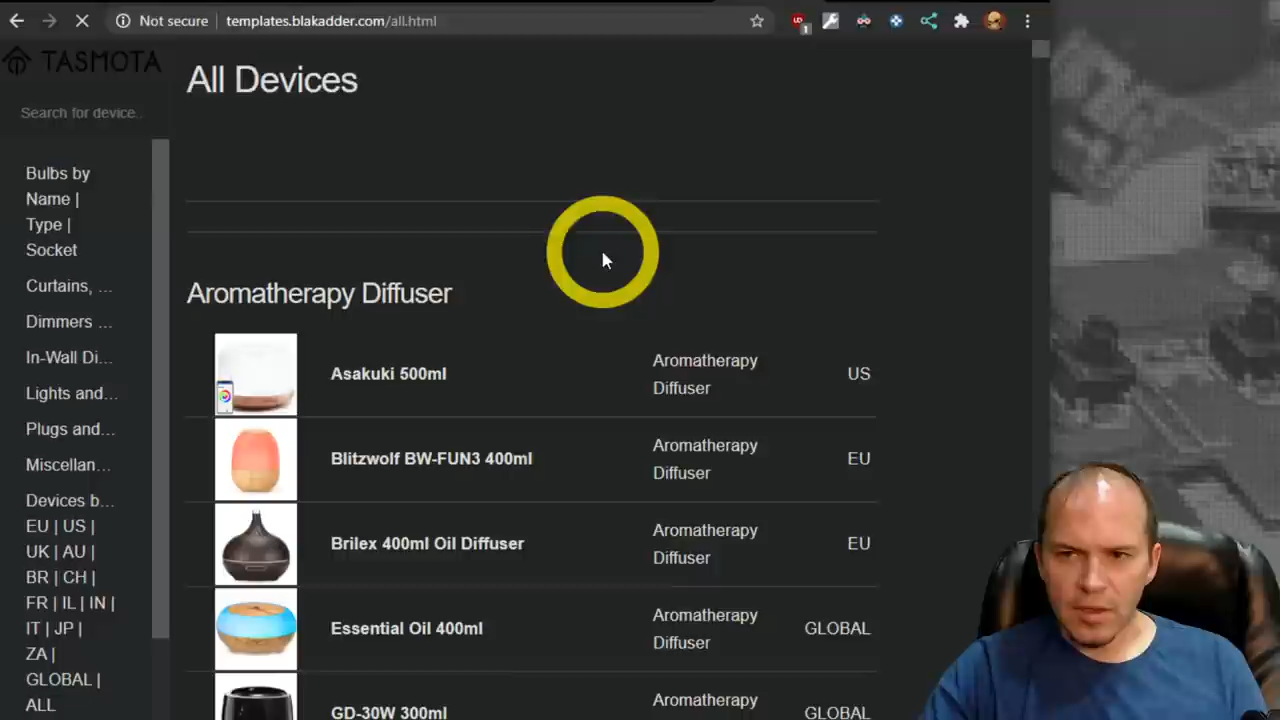 Not secure | templates.blakadder.com/all.html
1
TASMOTA
Search for device..
Bulbs by
Name |
Type |
Socket
Curtains, ...
Dimmers ...
In-Wall Di...
Lights and...
Plugs and...
Miscellan...
Devices b...
EU | US |
UK | AU |
BR | CH |
FR | IL | IN |
IT | JP |
ZA |
GLOBAL |
ALL
All Devices
Aromatherapy Diffuser
Asakuki 500ml
Aromatherapy
Diffuser
US
Blitzwolf BW-FUN3 400ml
Aromatherapy
Diffuser
EU
Brilex 400ml Oil Diffuser
Aromatherapy
Diffuser
EU
Essential Oil 400ml
Aromatherapy
Diffuser
GLOBAL
GD-30W 300ml
Aromatherapy
GLOBAL